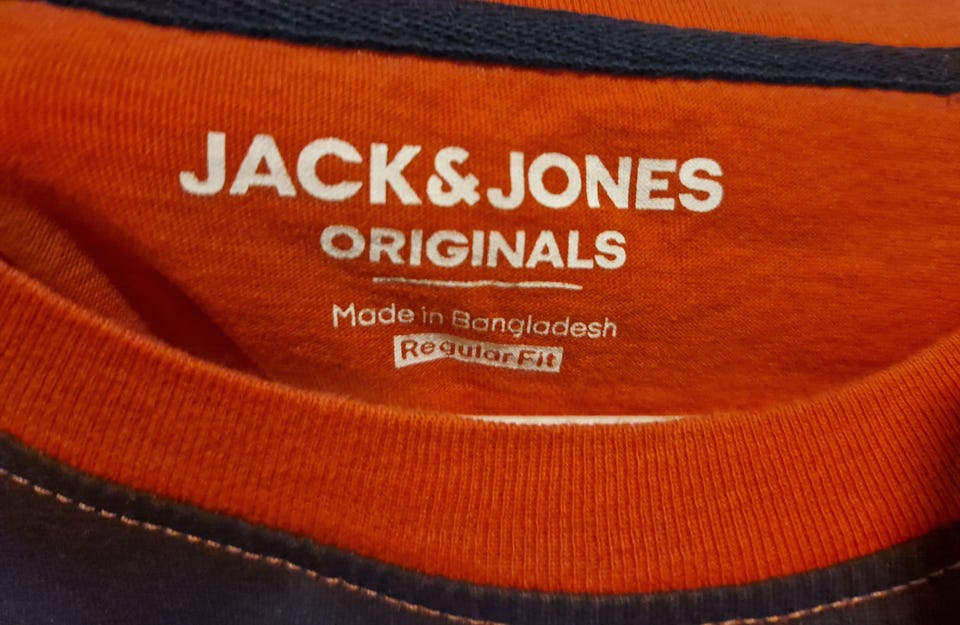 JACK&JONES
ORIGINALS
Made in Bangladesh
Regular Fit